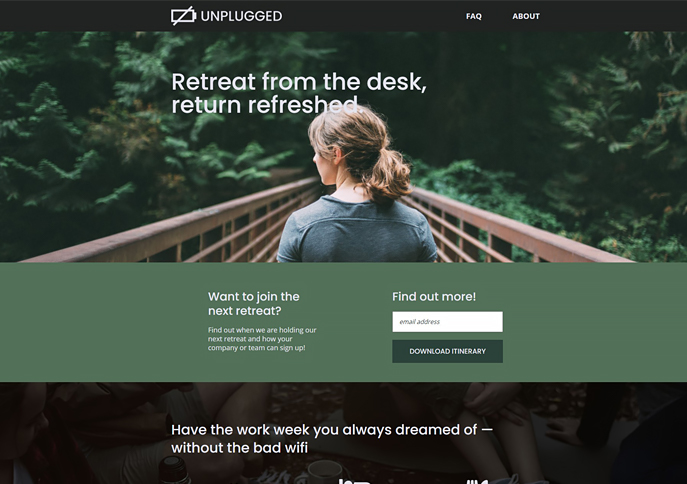 UNPLUGGED
FAQ
ABOUT
Retreat from the desk,
return refreshed.
Want to join the
next retreat?
Find out when we are holding our
next retreat and how your
company or team can sign up!
Find out more!
email address
DOWNLOAD ITINERARY
Have the work week you always dreamed of —
without the bad wifi